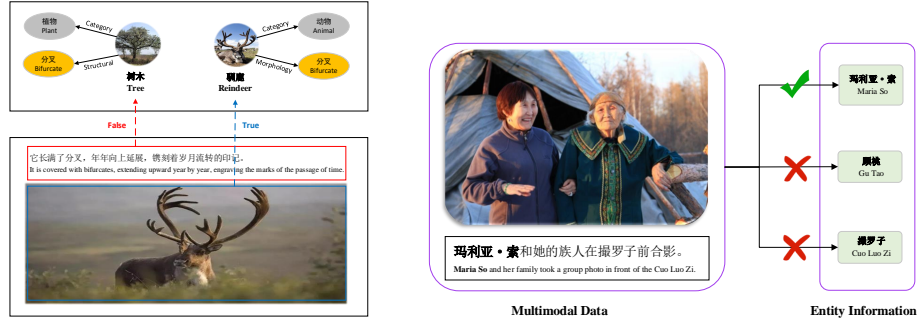 植物
Plant
Category
分叉
Bifurcate
Structural
树木
Tree
Category
动物
Animal
Morphology
分叉
Bifurcate
驯鹿
Reindeer
False
True
它长满了分叉，年年向上延展，镌刻着岁月流转的印记。
It is covered with bifurcates, extending upward year by year, engraving the marks of the passage of time.
玛利亚·索和她的族人在撮罗子前合影。
Maria So and her family took a group photo in front of the Cuo Luo Zi.
Multimodal Data
玛利亚·索
Maria So
顾桃
Gu Tao
撮罗子
Cuo Luo Zi
Entity Information